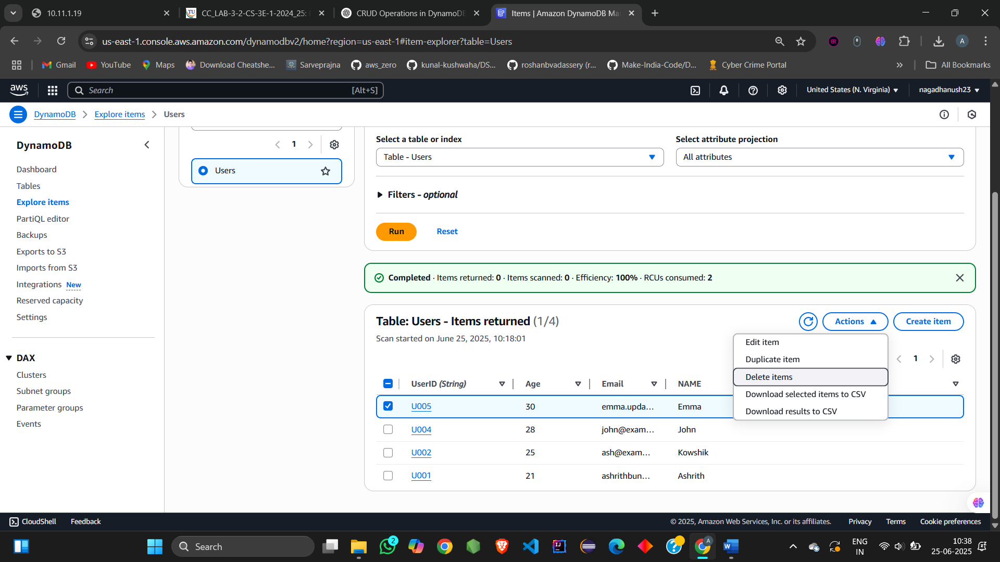 10.11.1.19
CC_LAB-3-2-CS-3E-1-2024_25:
CRUD Operations in DynamoDB
Items | Amazon DynamoDB Ma
us-east-1.console.aws.amazon.com/dynamodbv2/home?region=us-east-1#item-explorer?table=Users
Gmail
YouTube
Maps
Download Cheatshe...
Sarveprajna
aws_zero
kunal-kushwaha/DS...
roshanbvadassery (r...
Make-India-Code/D...
Cyber Crime Portal
All Bookmarks
aws
Search
[Alt+S]
United States (N. Virginia)
nagadhanush23
DynamoDB
Explore items
Users
DynamoDB
Dashboard
Tables
Explore items
PartiQL editor
Backups
Exports to S3
Imports from S3
Integrations New
Reserved capacity
Settings
DAX
Clusters
Subnet groups
Parameter groups
Events
1
Users
Select a table or index
Table - Users
Select attribute projection
All attributes
Filters - optional
Run
Reset
Completed · Items returned: 0 · Items scanned: 0 · Efficiency: 100% · RCUs consumed: 2
Table: Users - Items returned (1/4)
Scan started on June 25, 2025, 10:18:01
Actions
Create item
Edit item
Duplicate item
Delete items
Download selected items to CSV
Download results to CSV
1
UserID (String) Age Email NAME
U005 30 emma.upda... Emma
U004 28 john@exam... John
U002 25 ash@exam... Kowshik
U001 21 ashrithbun... Ashrith
CloudShell
Feedback
© 2025, Amazon Web Services, Inc. or its affiliates.
Privacy
Terms
Cookie preferences
Search
2
ENG
IN
10:38
25-06-2025